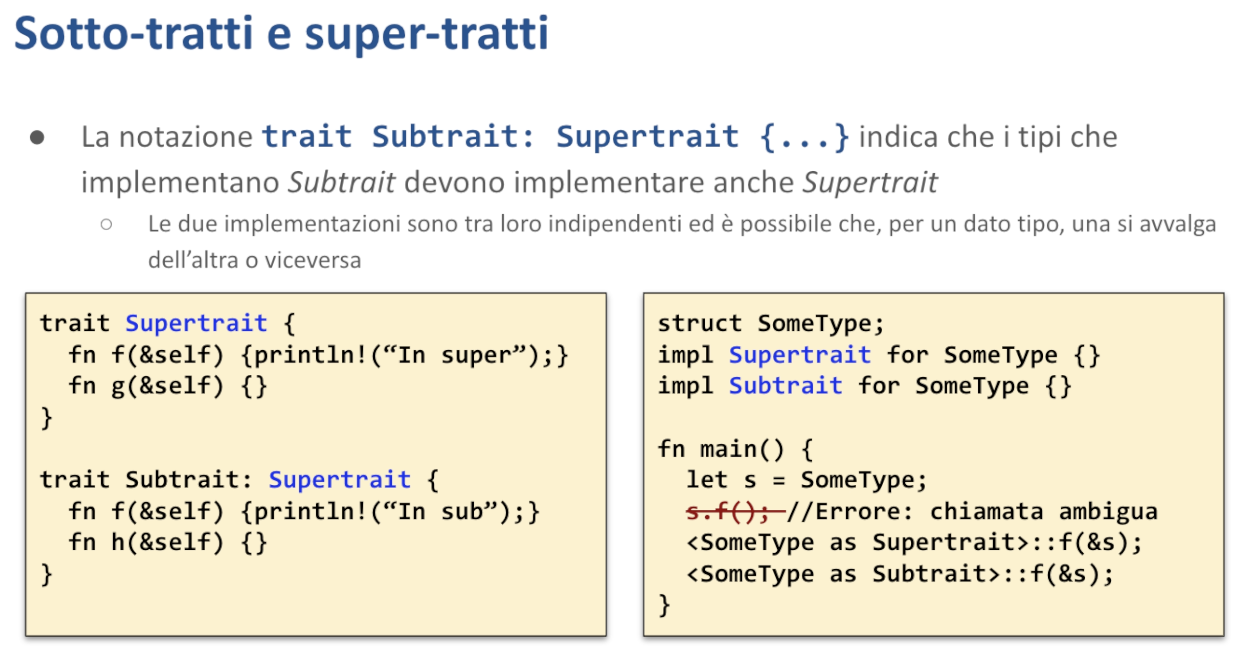 Sotto-tratti e super-tratti
● La notazione trait Subtrait: Supertrait {...} indica che i tipi che
implementano Subtrait devono implementare anche Supertrait
○ Le due implementazioni sono tra loro indipendenti ed è possibile che, per un dato tipo, una si avvalga
dell’altra o viceversa
trait Supertrait {
  fn f(&self) {println!(“In super”);}
  fn g(&self) {}
}

trait Subtrait: Supertrait {
  fn f(&self) {println!(“In sub”);}
  fn h(&self) {}
}
struct SomeType;
impl Supertrait for SomeType {}
impl Subtrait for SomeType {}

fn main() {
  let s = SomeType;
  s.f(); //Errore: chiamata ambigua
  <SomeType as Supertrait>::f(&s);
  <SomeType as Subtrait>::f(&s);
}